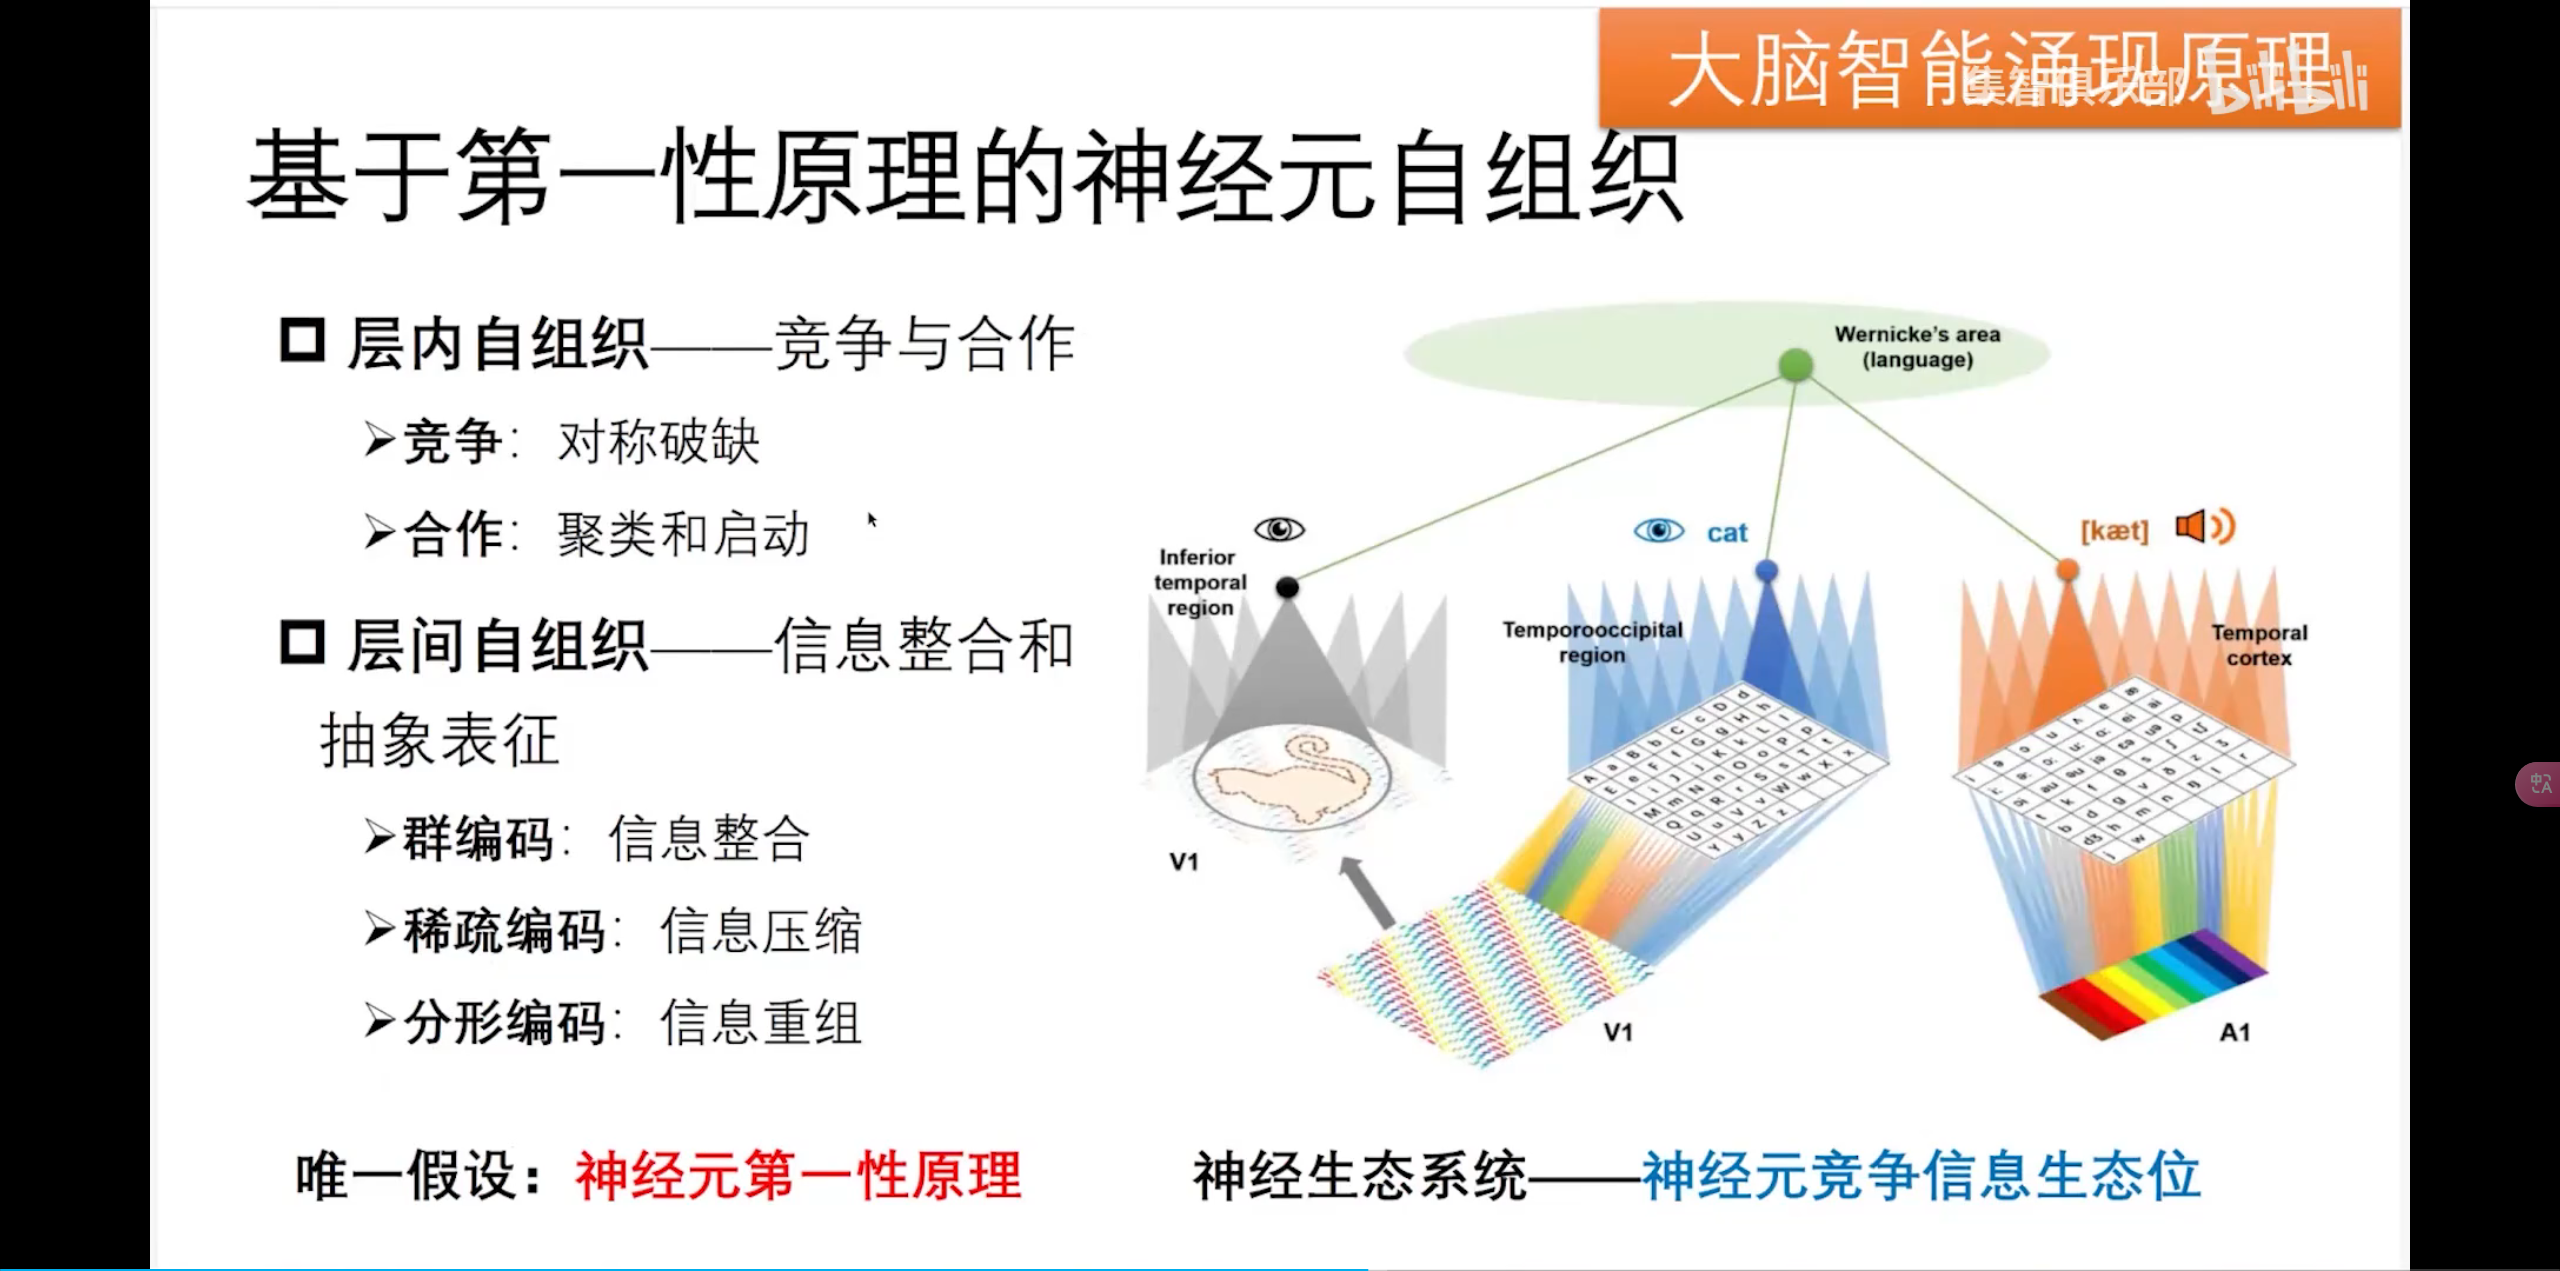 大脑智能涌现原理
集智俱乐部 bilibili
基于第一性原理的神经元自组织
层内自组织——竞争与合作
竞争：对称破缺
合作：聚类和启动
层间自组织——信息整合和
抽象表征
群编码：信息整合
稀疏编码：信息压缩
分形编码：信息重组
唯一假设：神经元第一性原理
Wernicke's area
(language)
Inferior
temporal
region
cat
[kæt]
Temporooccipital
region
Temporal
cortex
V1
V1
A1
神经生态系统——神经元竞争信息生态位